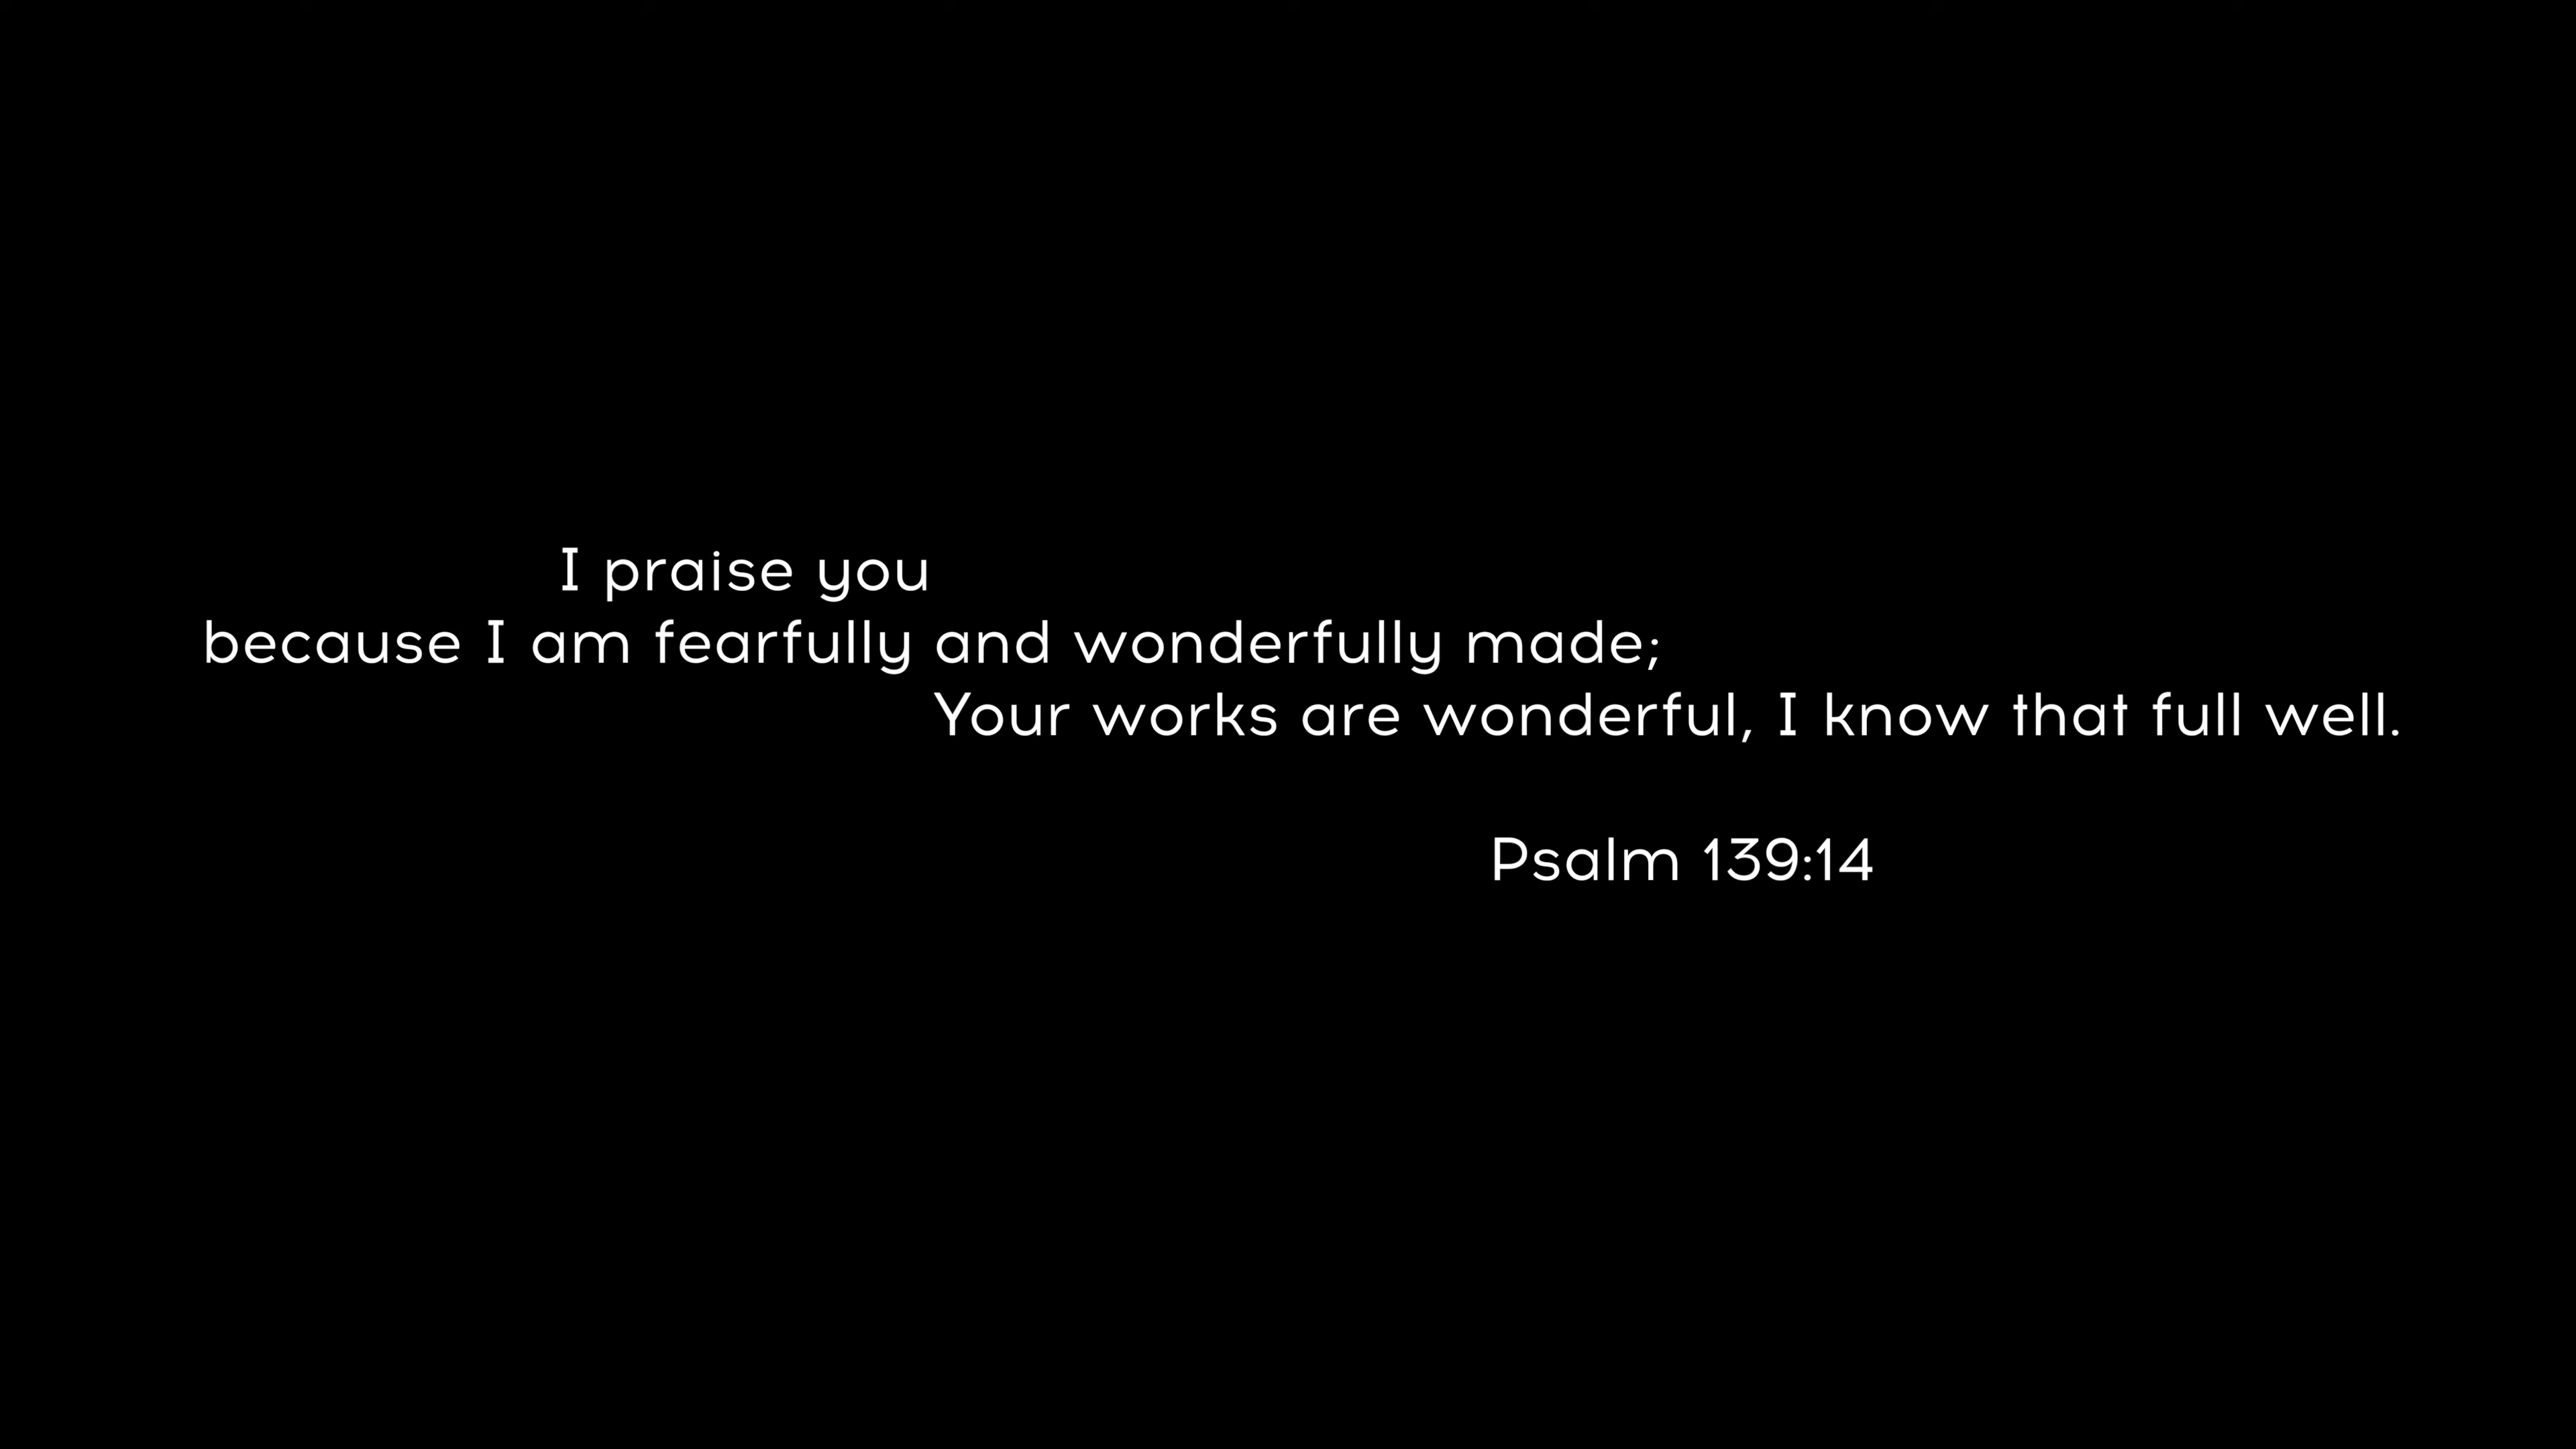 I praise you
because I am fearfully and wonderfully made;
Your works are wonderful, I know that full well.
Psalm 139:14